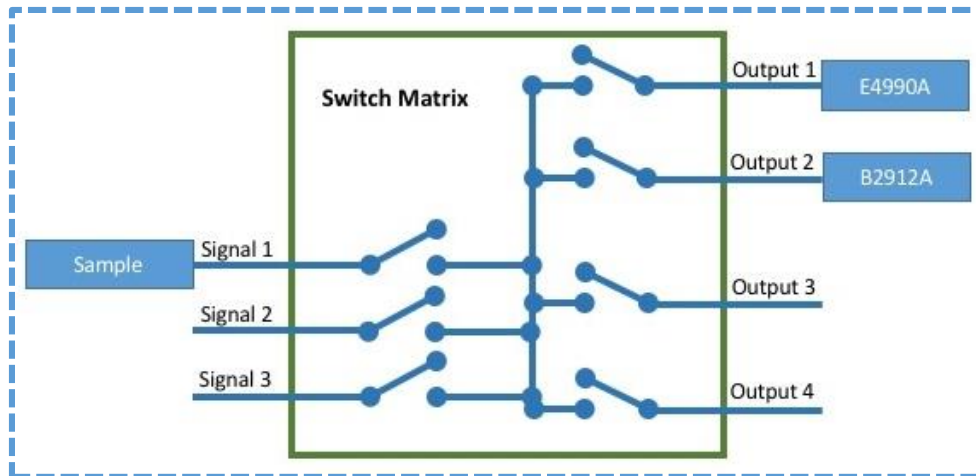 Switch Matrix
Output 1
E4990A
Output 2
B2912A
Sample
Signal 1
Signal 2
Signal 3
Output 3
Output 4